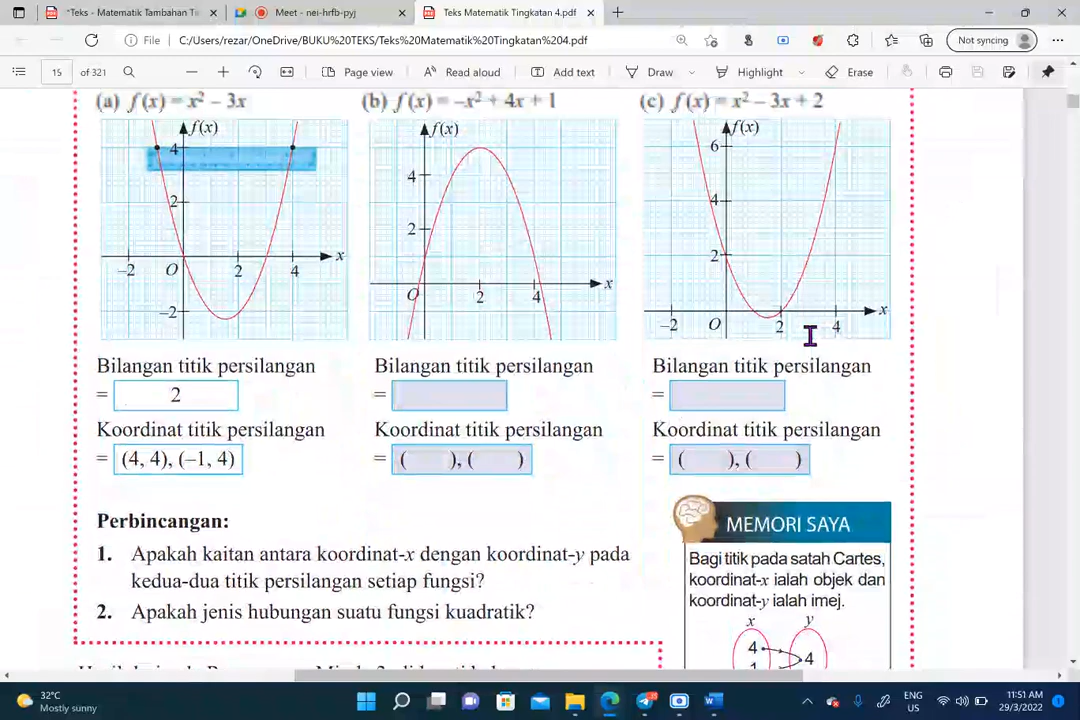 *Teks - Matematik Tambahan Ti
Meet - nei-hrfb-pyj
Teks Matematik Tingkatan 4.pdf
File
C:/Users/rezar/OneDrive/BUKU%20TEKS/Teks%20Matematik%20Tingkatan%204.pdf
Not syncing
15 of 321
Page view
Read aloud
Add text
Draw
Highlight
Erase
(a) f(x) = x² – 3x
(b) f(x) = –x² + 4x + 1
(c) f(x) = x² – 3x + 2
f(x)
4
2
–2 O 2 4 x
–2
f(x)
4
2
O 2 4 x
f(x)
6
4
2
–2 O 2 4 x
Bilangan titik persilangan
= 2
Koordinat titik persilangan
= (4, 4), (–1, 4)
Bilangan titik persilangan
=
Koordinat titik persilangan
= ( ), ( )
Bilangan titik persilangan
=
Koordinat titik persilangan
= ( ), ( )
Perbincangan:
1. Apakah kaitan antara koordinat-x dengan koordinat-y pada
kedua-dua titik persilangan setiap fungsi?
2. Apakah jenis hubungan suatu fungsi kuadratik?
MEMORI SAYA
Bagi titik pada satah Cartes,
koordinat-x ialah objek dan
koordinat-y ialah imej.
x y
4 4
32°C
Mostly sunny
ENG
US
11:51 AM
29/3/2022